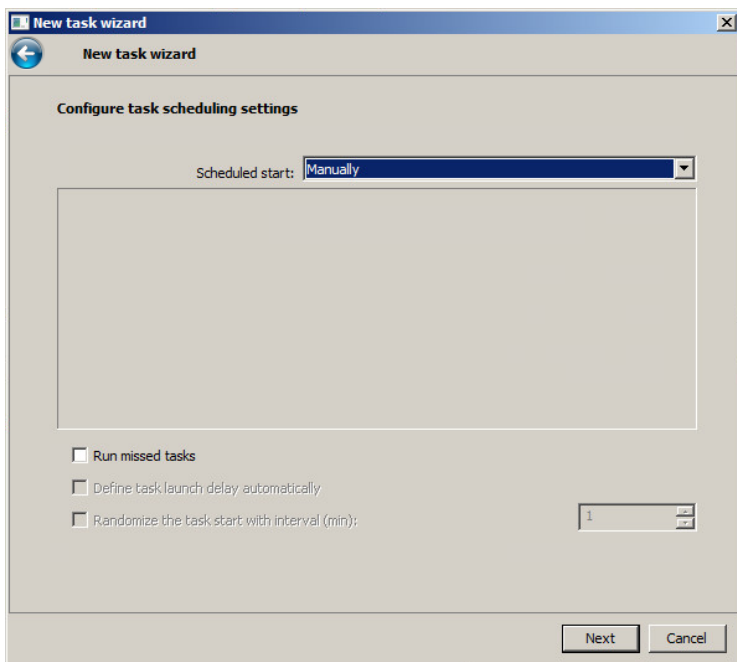 New task wizard
New task wizard
Configure task scheduling settings
Scheduled start: Manually
Run missed tasks
Define task launch delay automatically
Randomize the task start with interval (min): 1
Next Cancel